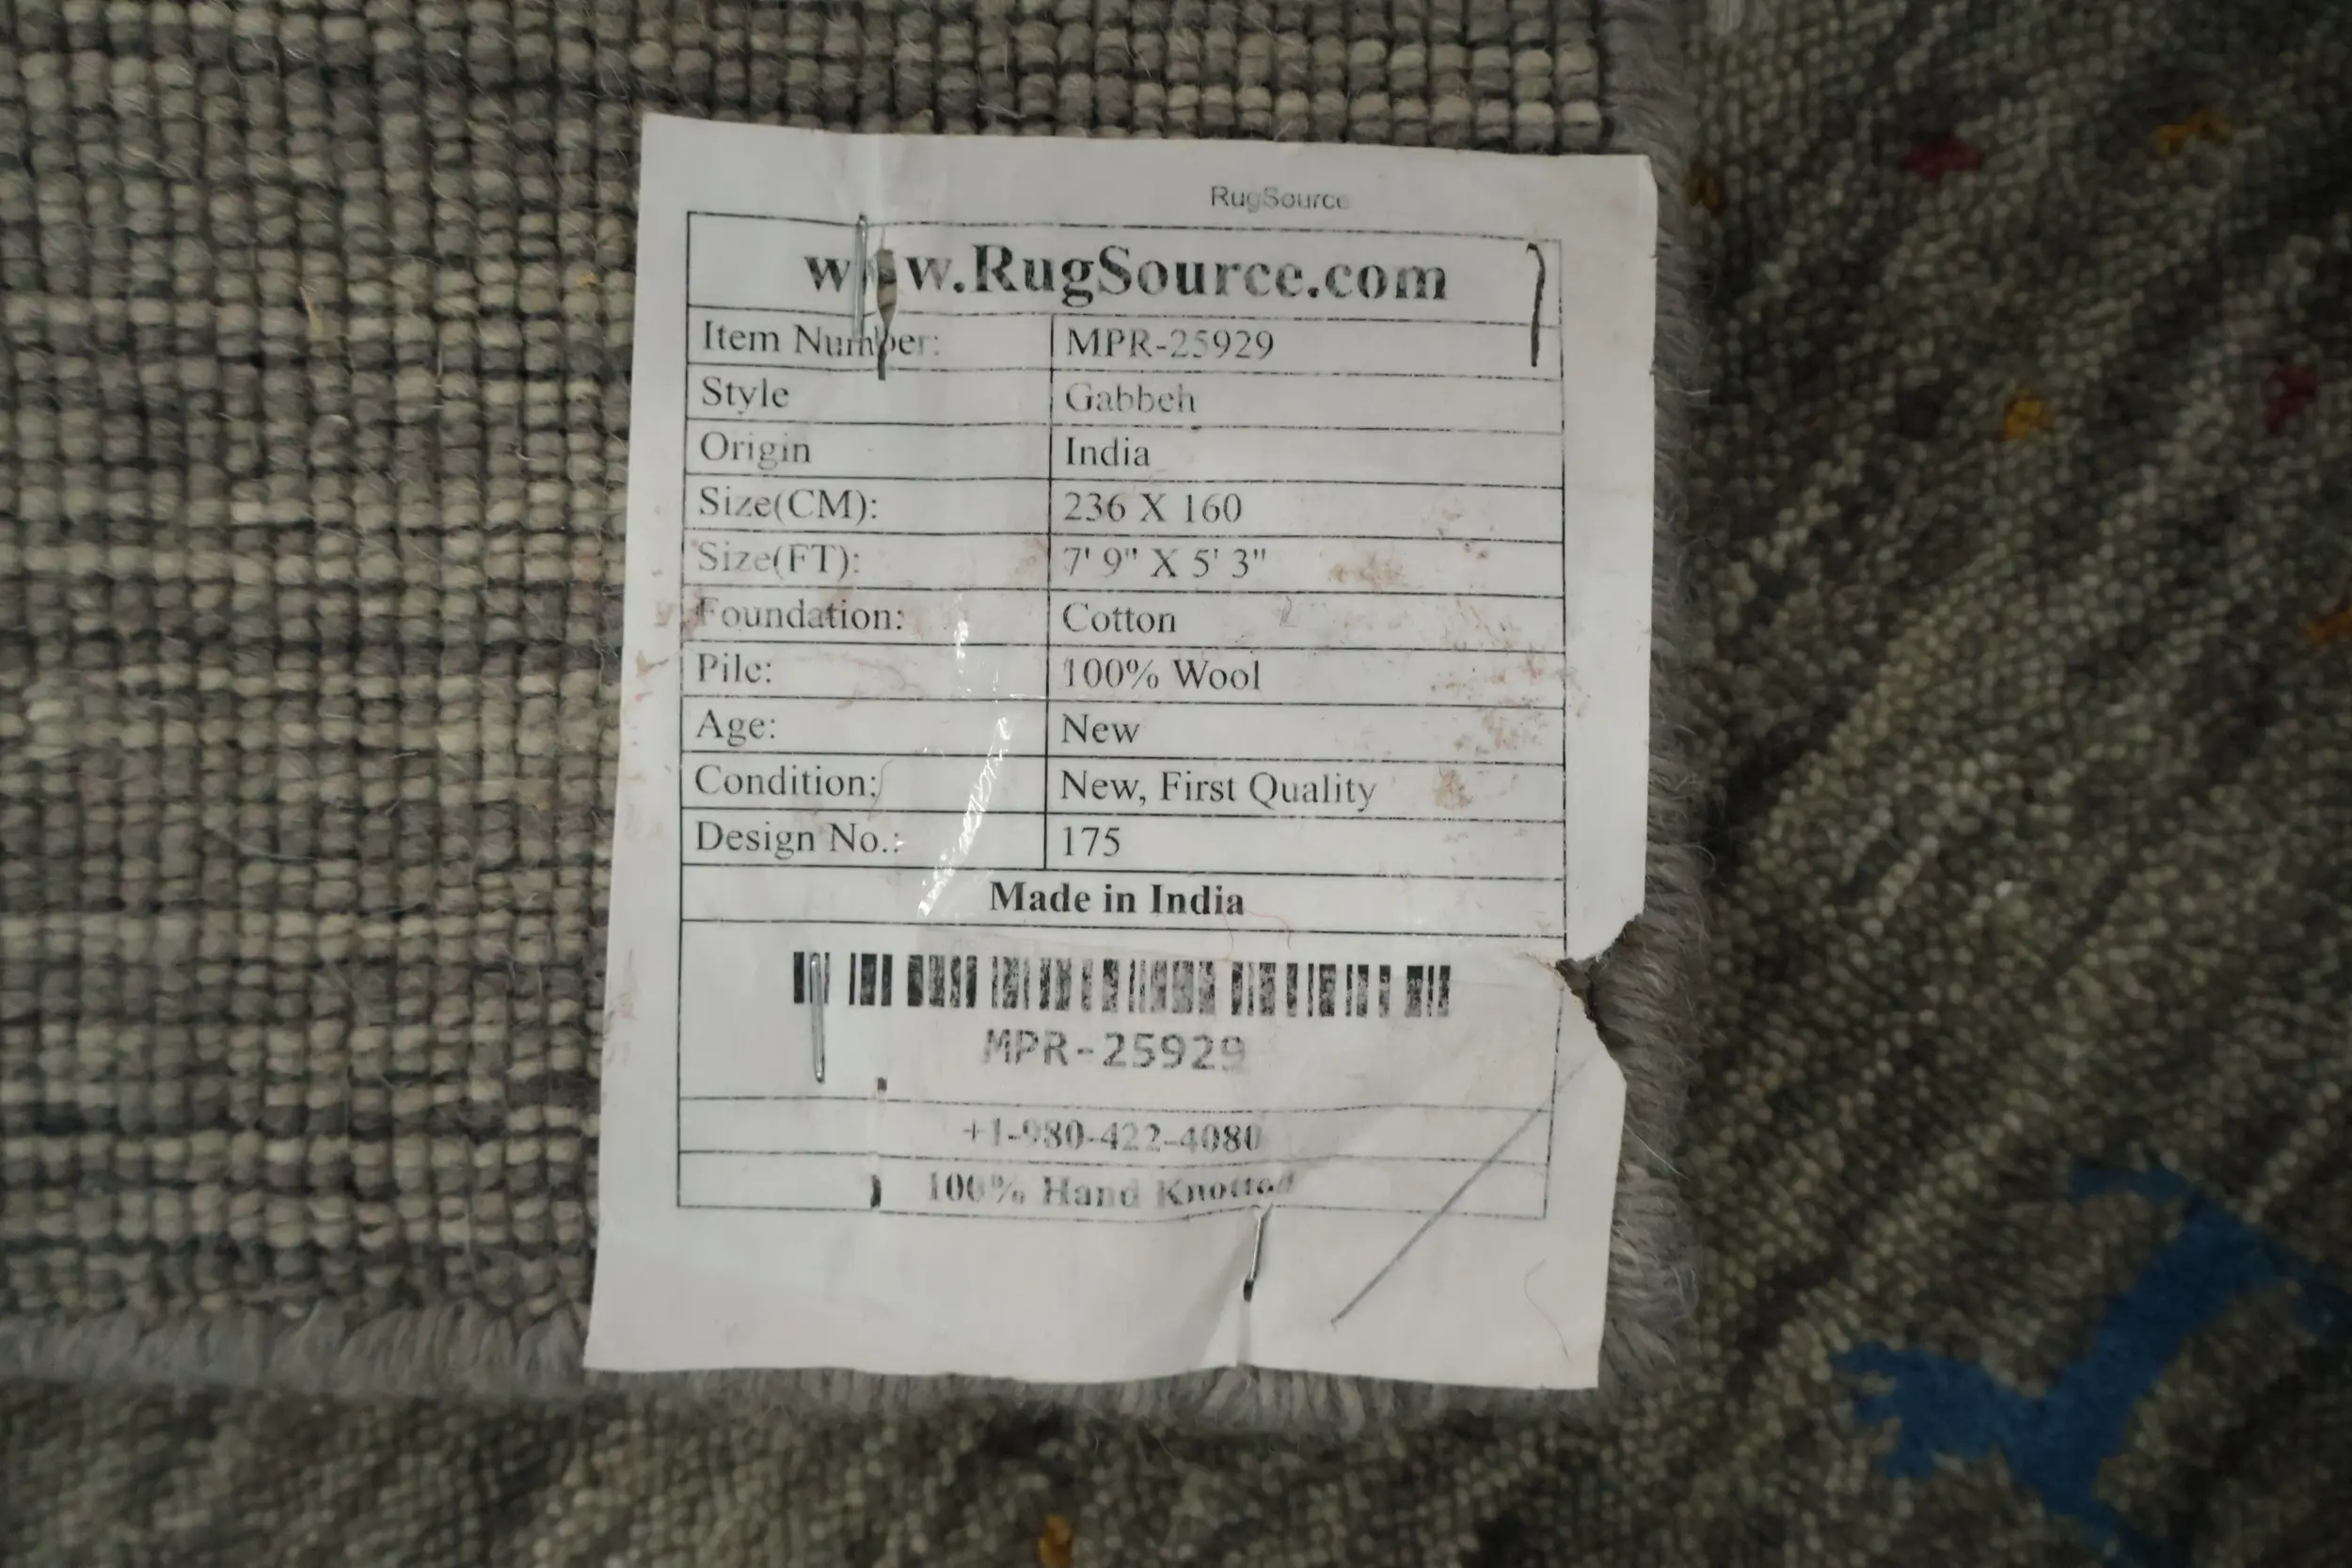 RugSource
www.RugSource.com
Item Number: MPR-25929
Style Gabbeh
Origin India
Size(CM): 236 X 160
Size(FT): 7' 9" X 5' 3"
Foundation: Cotton
Pile: 100% Wool
Age: New
Condition: New, First Quality
Design No.: 175
Made in India
MPR-25929
+1-980-422-4080
100% Hand Knotted